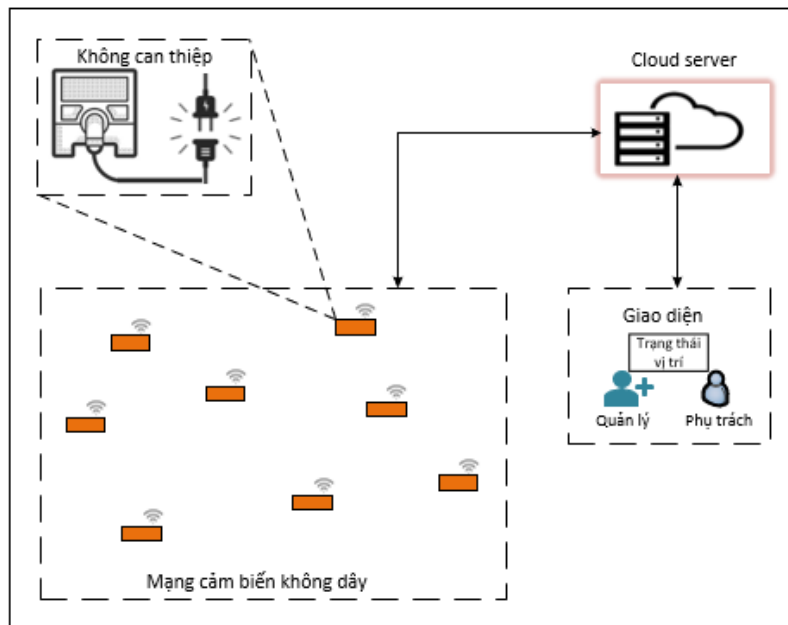 Không can thiệp
Cloud server
Giao diện
Trạng thái
vị trí
Quản lý
Phụ trách
Mạng cảm biến không dây